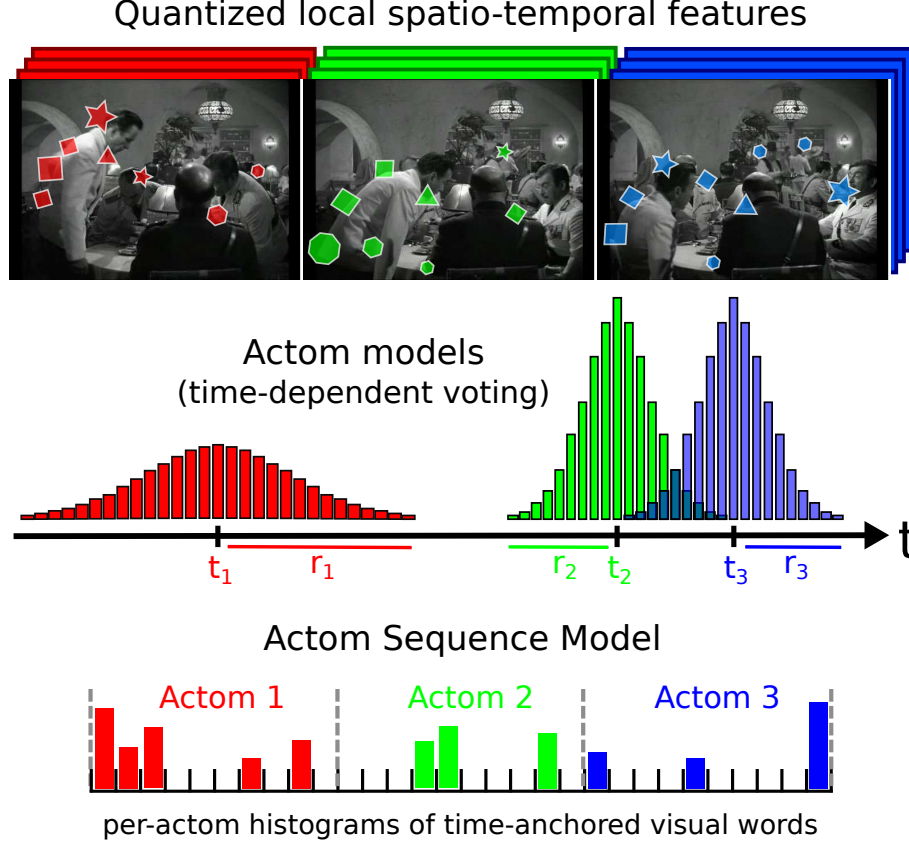 Quantized local spatio-temporal features
Actom models
(time-dependent voting)
t
t₁ r₁ r₂ t₂ t₃ r₃
Actom Sequence Model
Actom 1 Actom 2 Actom 3
per-actom histograms of time-anchored visual words